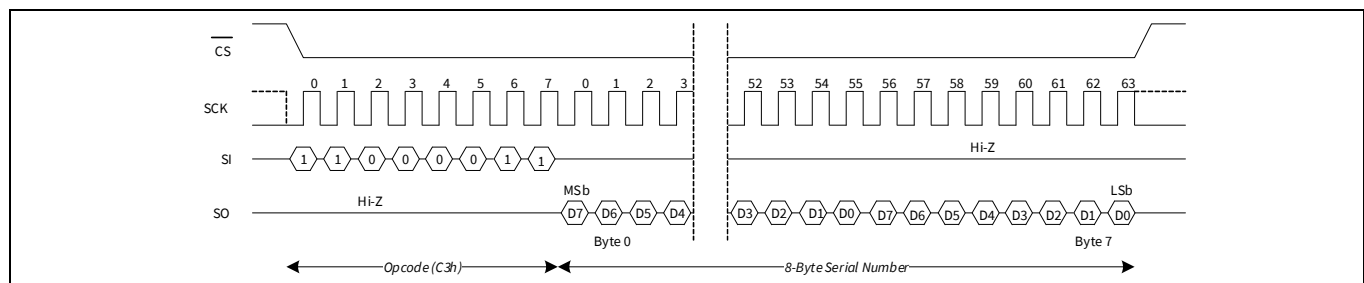 CS
0 1 2 3 4 5 6 7 0 1 2 3 52 53 54 55 56 57 58 59 60 61 62 63
SCK
Hi-Z
SI 1 1 0 0 0 0 1 1
MSb LSb
Hi-Z
SO D7 D6 D5 D4 D3 D2 D1 D0 D7 D6 D5 D4 D3 D2 D1 D0
Byte 0 Byte 7
Opcode (C3h) 8-Byte Serial Number